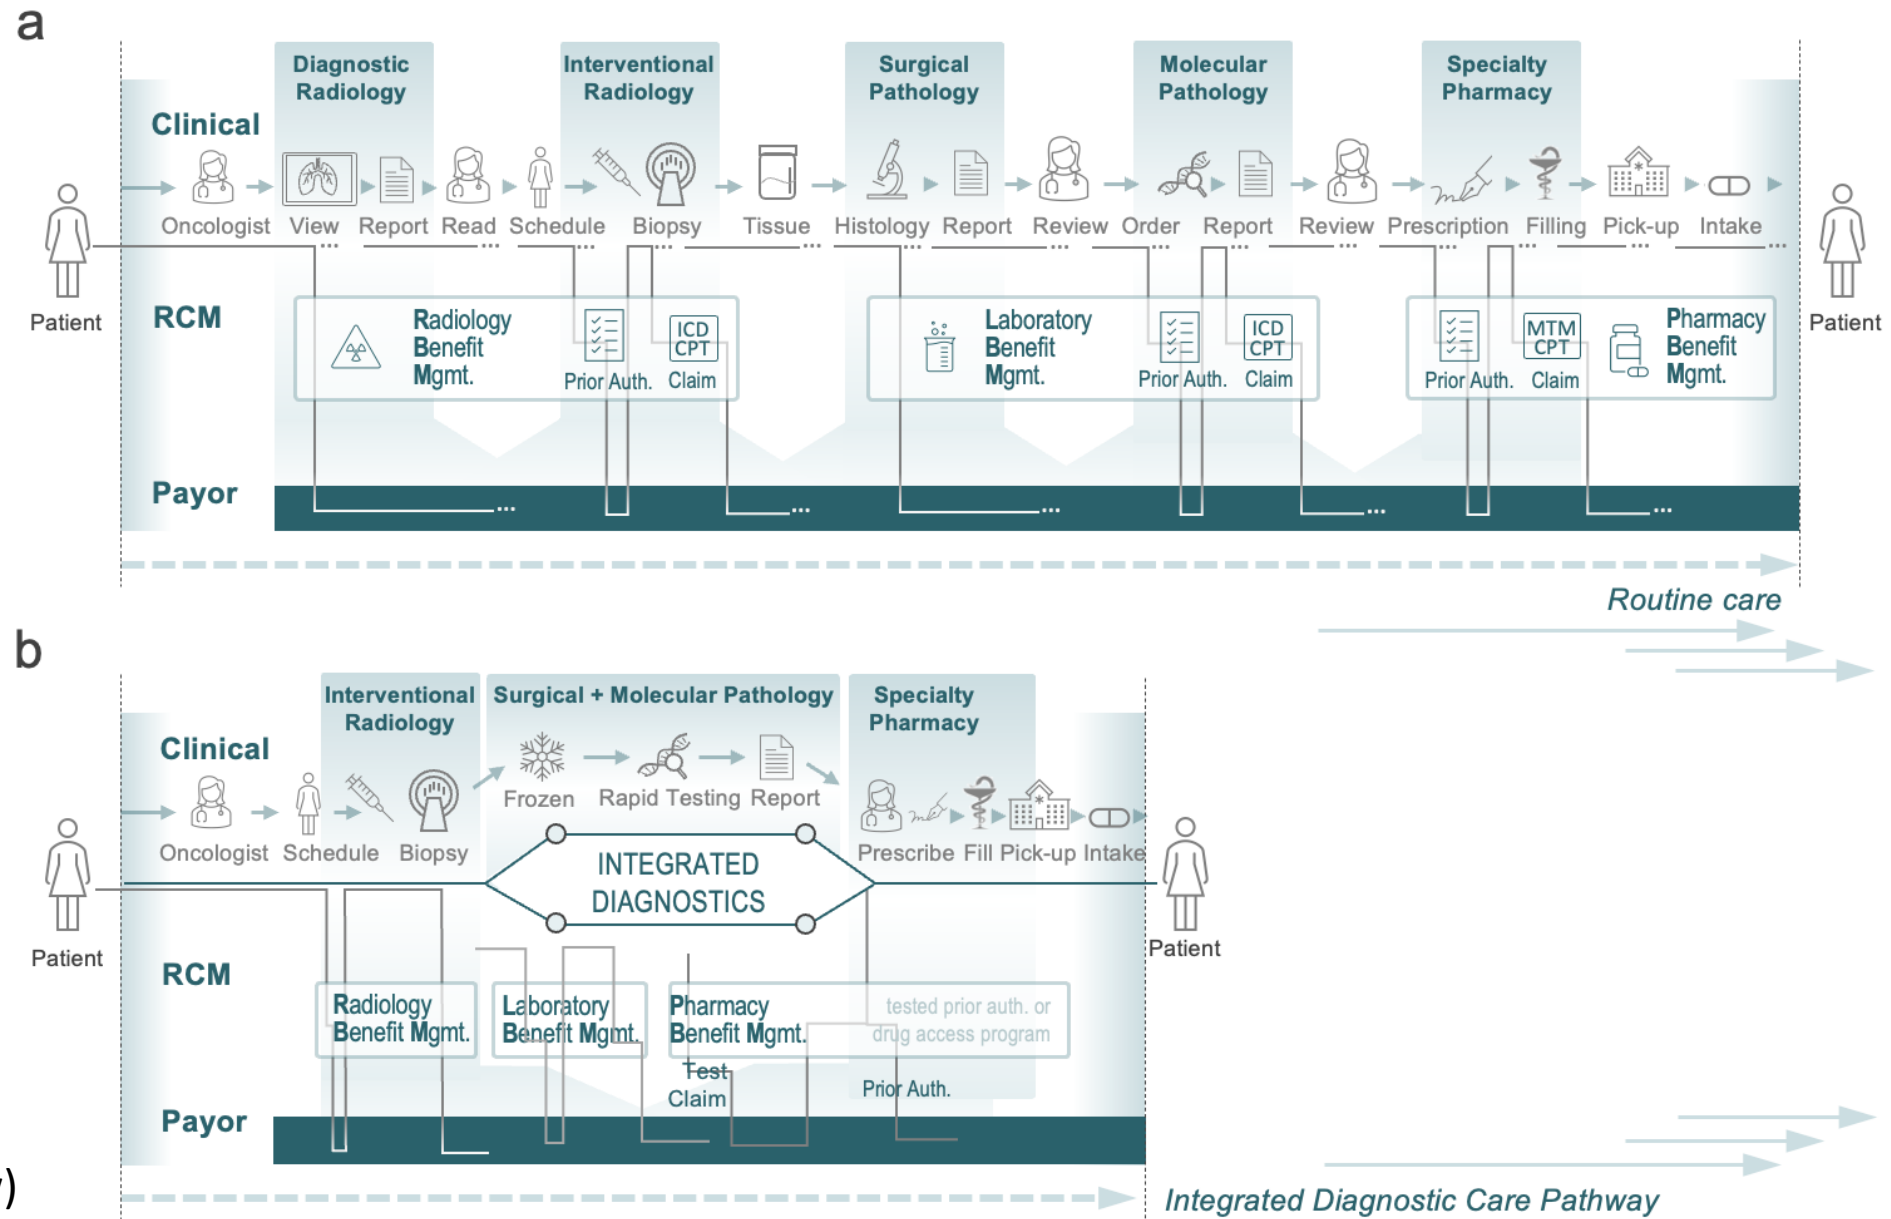 a
Diagnostic
Radiology
Interventional
Radiology
Surgical
Pathology
Molecular
Pathology
Specialty
Pharmacy
Clinical
Oncologist View Report Read Schedule Biopsy Tissue Histology Report Review Order Report Review Prescription Filling Pick-up Intake
Patient
Patient
RCM
Radiology
Benefit
Mgmt.
Prior Auth.
ICD
CPT
Claim
Laboratory
Benefit
Mgmt.
Prior Auth.
ICD
CPT
Claim
Prior Auth.
MTM
CPT
Claim
Pharmacy
Benefit
Mgmt.
Payor
... ... ... ... ...
Routine care
b
Interventional
Radiology
Surgical + Molecular Pathology
Specialty
Pharmacy
Clinical
Frozen Rapid Testing Report
Oncologist Schedule Biopsy
Prescribe Fill Pick-up Intake
INTEGRATED
DIAGNOSTICS
Patient
Patient
RCM
Radiology
Benefit Mgmt.
Laboratory
Benefit Mgmt.
Pharmacy
Benefit Mgmt.
tested prior auth. or
drug access program
Test
Claim
Prior Auth.
Payor
Integrated Diagnostic Care Pathway